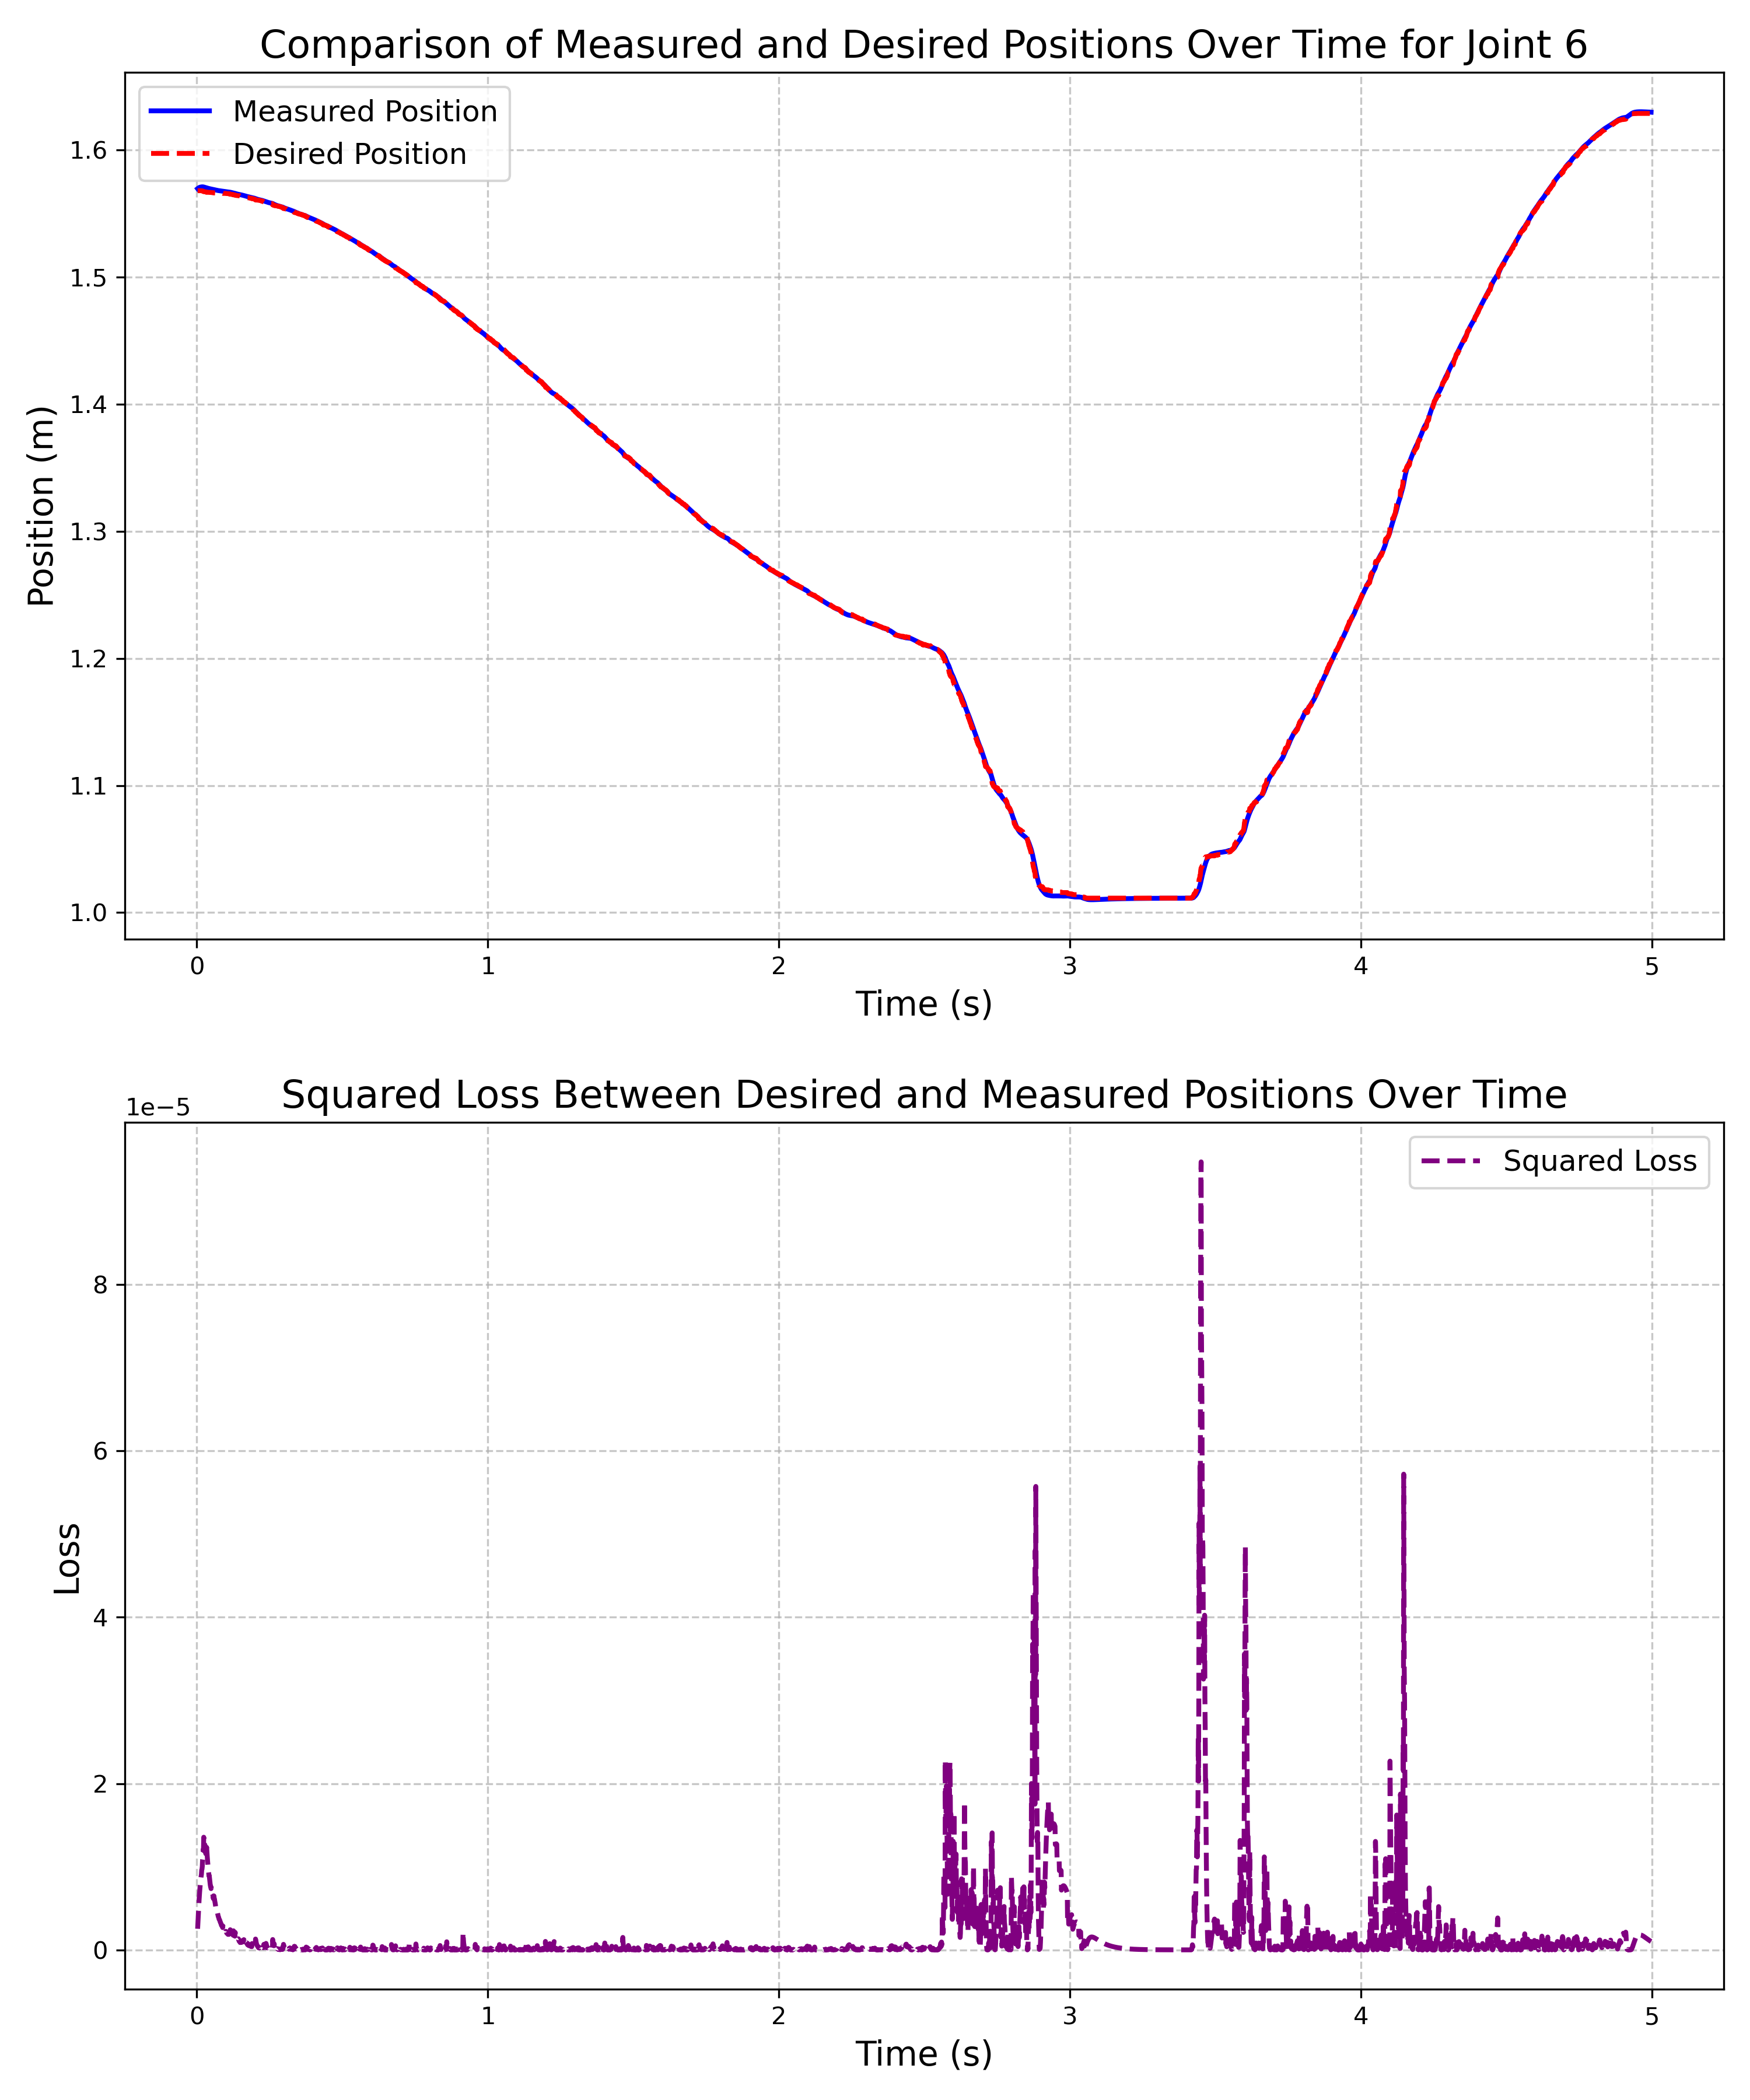 Comparison of Measured and Desired Positions Over Time for Joint 6
Measured Position
Desired Position
Position (m)
1.6
1.5
1.4
1.3
1.2
1.1
1.0
0 1 2 3 4 5
Time (s)
Squared Loss Between Desired and Measured Positions Over Time
1e−5
Squared Loss
Loss
8
6
4
2
0
0 1 2 3 4 5
Time (s)